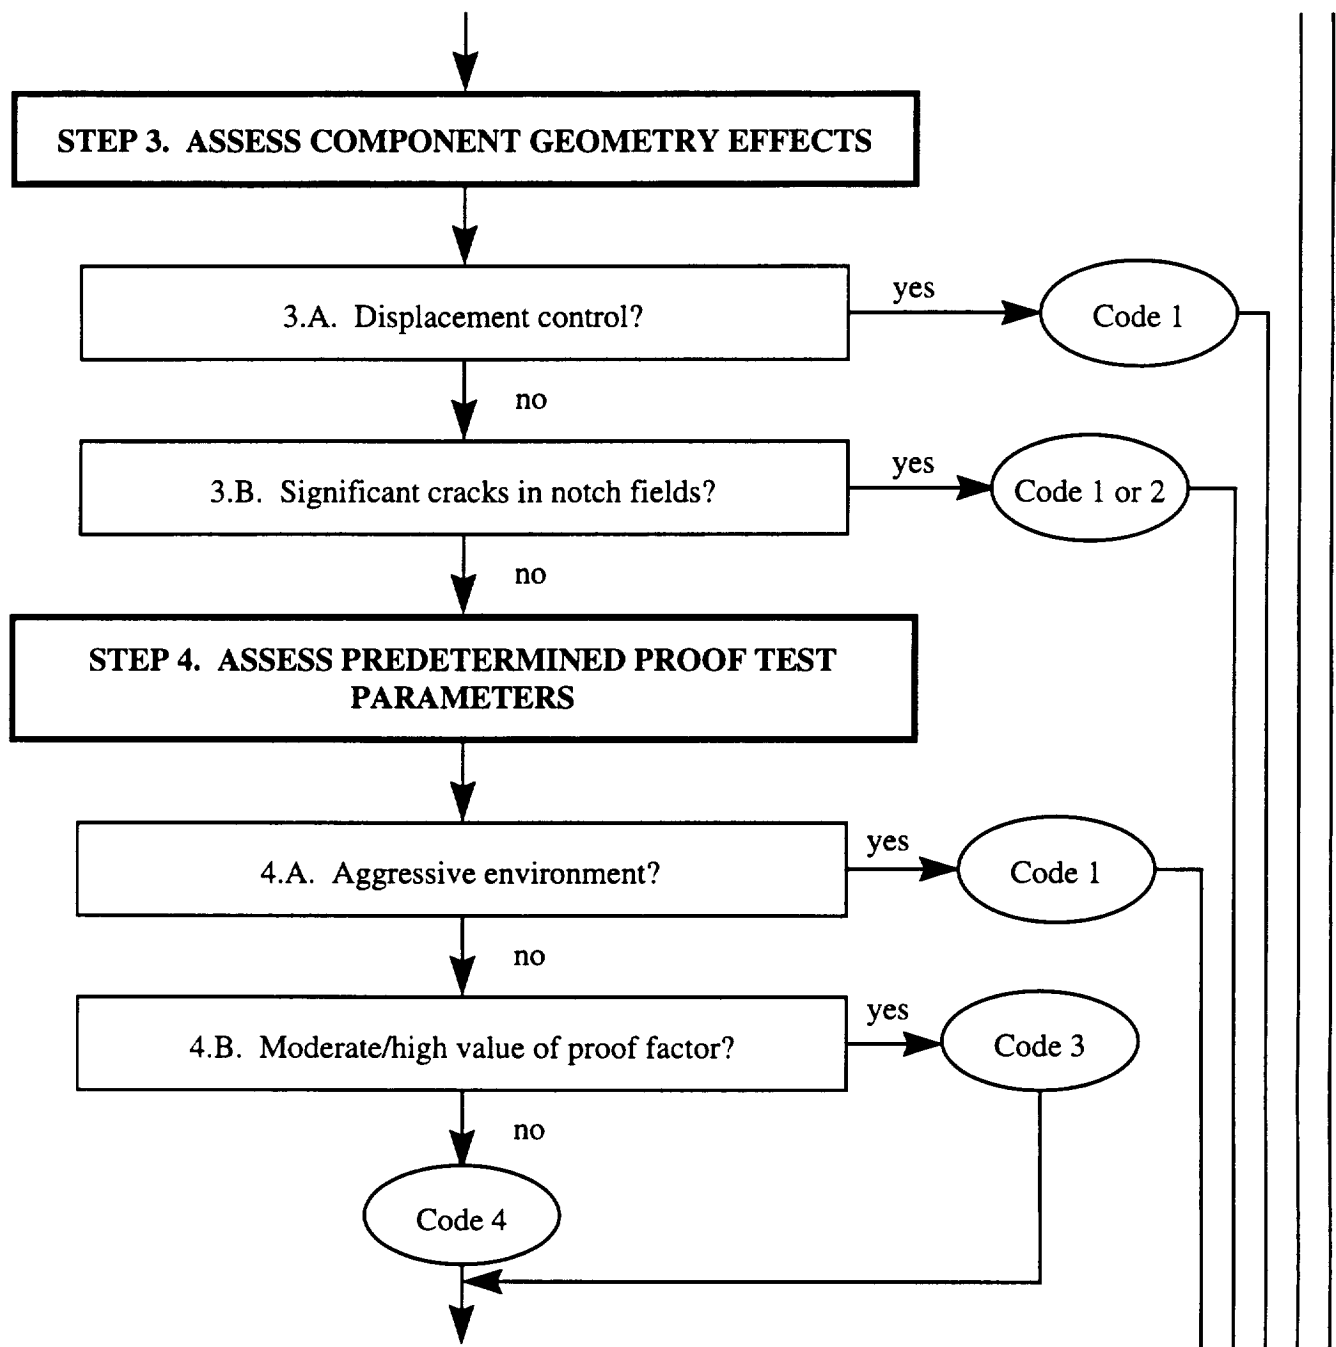 STEP 3. ASSESS COMPONENT GEOMETRY EFFECTS
3.A. Displacement control?
yes
Code 1
no
3.B. Significant cracks in notch fields?
yes
Code 1 or 2
no
STEP 4. ASSESS PREDETERMINED PROOF TEST
PARAMETERS
4.A. Aggressive environment?
yes
Code 1
no
4.B. Moderate/high value of proof factor?
yes
Code 3
no
Code 4